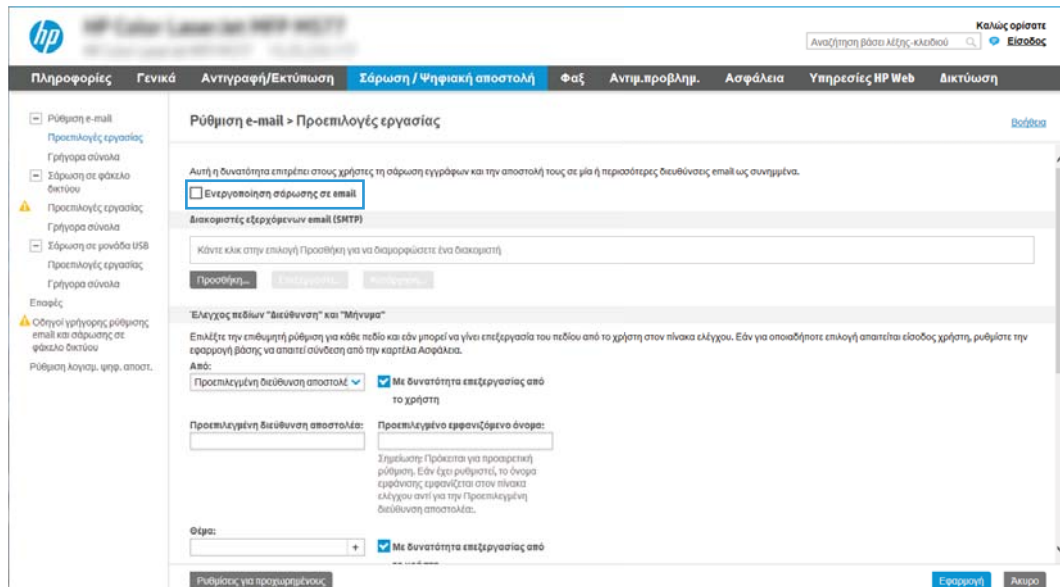 hp
Καλώς ορίσατε
Αναζήτηση βάσει λέξης-κλειδιού
Είσοδος
Πληροφορίες Γενικά Αντιγραφή/Εκτύπωση Σάρωση / Ψηφιακή αποστολή Φαξ Αντιμ.προβλημ. Ασφάλεια Υπηρεσίες HP Web Δικτύωση
Ρύθμιση e-mail
Προεπιλογές εργασίας
Γρήγορα σύνολα
Σάρωση σε φάκελο
δικτύου
Προεπιλογές εργασίας
Γρήγορα σύνολα
Σάρωση σε μονάδα USB
Προεπιλογές εργασίας
Γρήγορα σύνολα
Επαφές
Οδηγοί γρήγορης ρύθμισης
email και σάρωσης σε
φάκελο δικτύου
Ρύθμιση λογισμ. ψηφ. αποστ.
Ρύθμιση e-mail > Προεπιλογές εργασίας
Βοήθεια
Αυτή η δυνατότητα επιτρέπει στους χρήστες τη σάρωση εγγράφων και την αποστολή τους σε μία ή περισσότερες διευθύνσεις email ως συνημμένα.
Ενεργοποίηση σάρωσης σε email
Διακομιστές εξερχόμενων email (SMTP)
Κάντε κλικ στην επιλογή Προσθήκη για να διαμορφώσετε ένα διακομιστή
Προσθήκη...
Έλεγχος πεδίων "Διεύθυνση" και "Μήνυμα"
Επιλέξτε την επιθυμητή ρύθμιση για κάθε πεδίο και εάν μπορεί να γίνει επεξεργασία του πεδίου από το χρήστη στον πίνακα ελέγχου. Εάν για οποιαδήποτε επιλογή απαιτείται είσοδος χρήστη, ρυθμίστε την
εφαρμογή βάσης να απαιτεί σύνδεση από την καρτέλα Ασφάλεια.
Από:
Προεπιλεγμένη διεύθυνση αποστολέ
Με δυνατότητα επεξεργασίας από
το χρήστη
Προεπιλεγμένη διεύθυνση αποστολέα: Προεπιλεγμένο εμφανιζόμενο όνομα:
Σημείωση: Πρόκειται για προαιρετική
ρύθμιση. Εάν έχει ρυθμιστεί, το όνομα
εμφάνισης εμφανίζεται στον πίνακα
ελέγχου αντί για την Προεπιλεγμένη
διεύθυνση αποστολέα:.
Θέμα:
+
Με δυνατότητα επεξεργασίας από
Ρυθμίσεις για προχωρημένους
Εφαρμογή Άκυρο